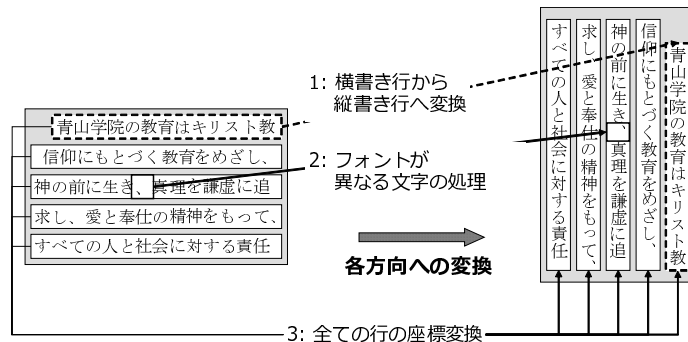 青山学院の教育はキリスト教
信仰にもとづく教育をめざし、
神の前に生き、真理を謙虚に追
求し、愛と奉仕の精神をもって、
すべての人と社会に対する責任
1: 横書き行から
縦書き行へ変換
2: フォントが
異なる文字の処理
各方向への変換
3: 全ての行の座標変換
青山学院の教育はキリスト教
信仰にもとづく教育をめざし、
神の前に生き、真理を謙虚に追
求し、愛と奉仕の精神をもって、
すべての人と社会に対する責任